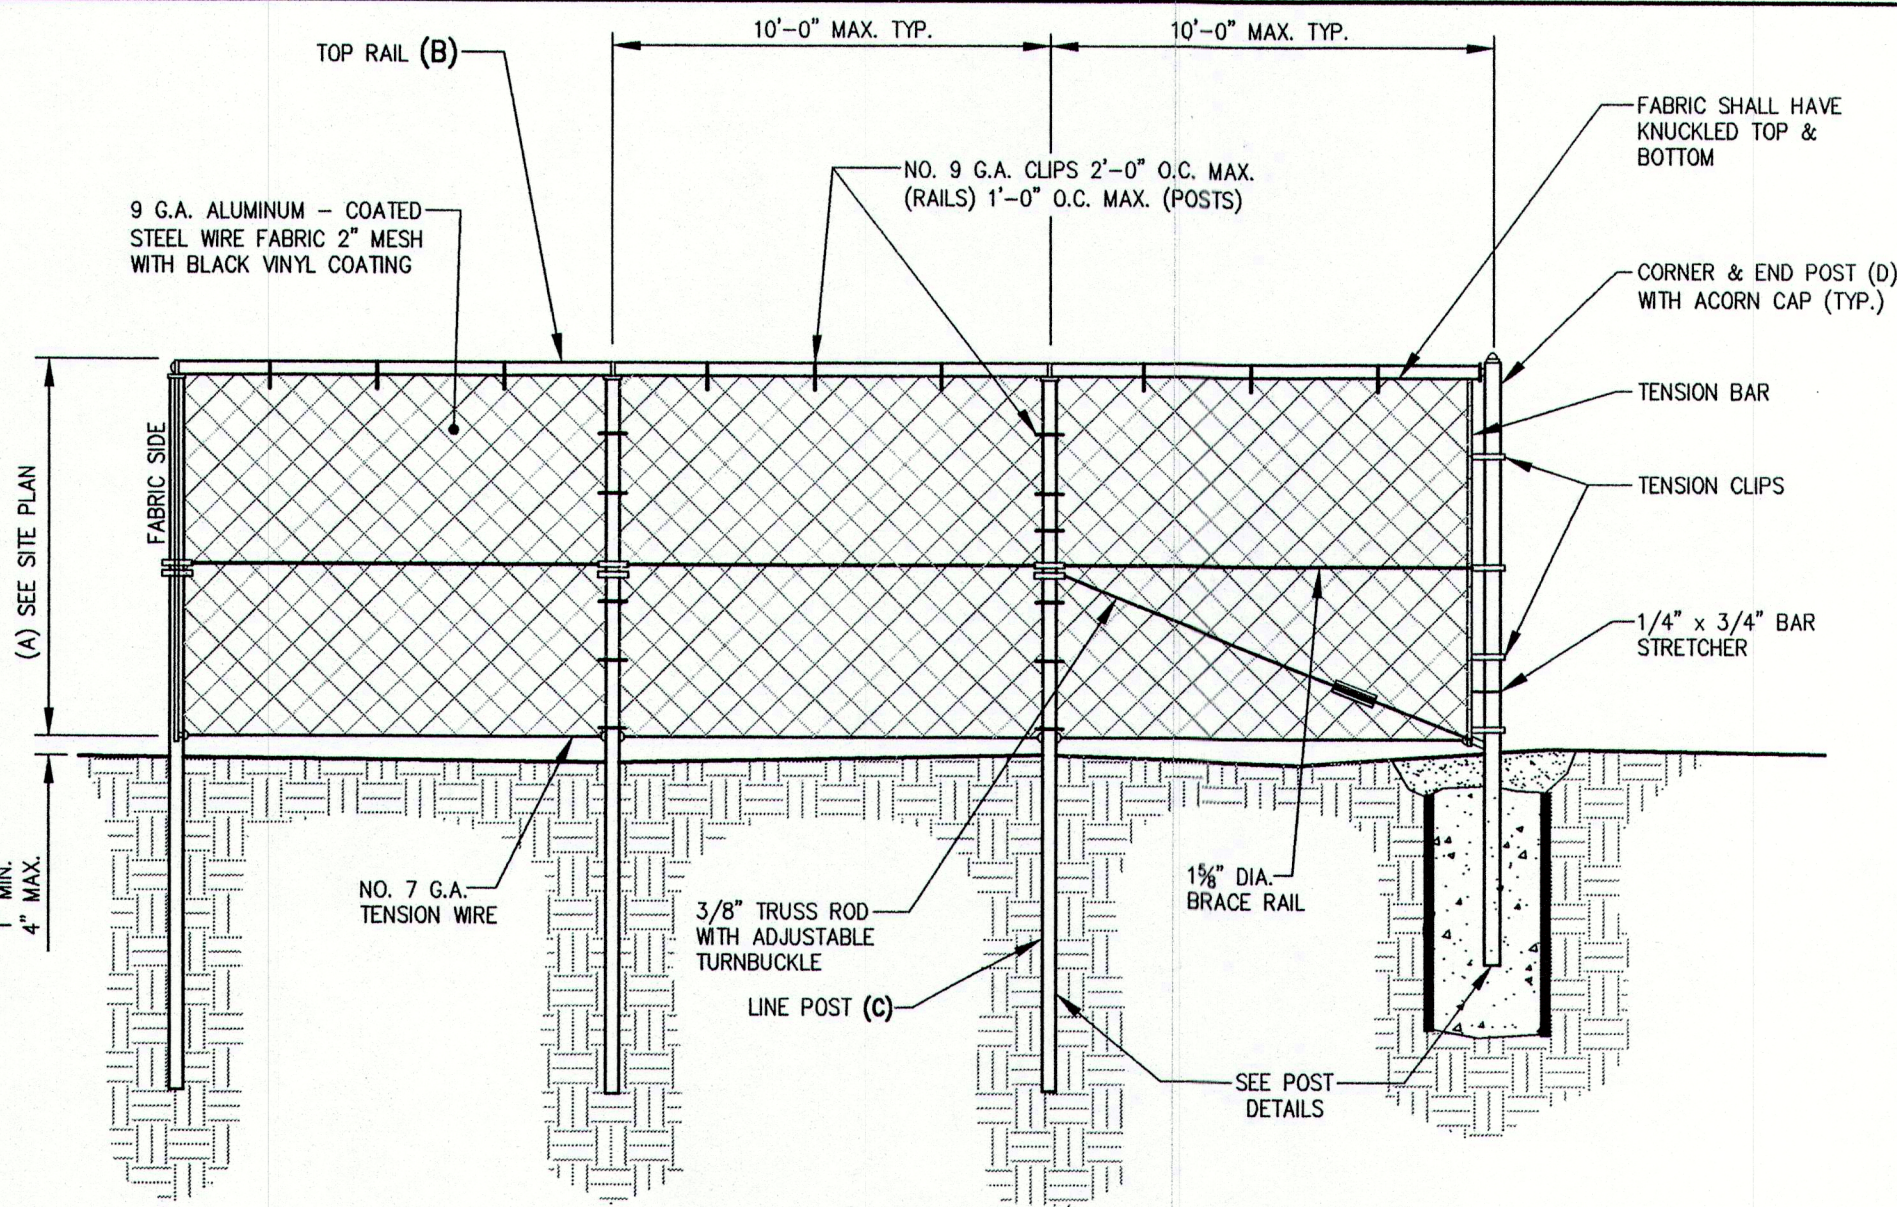 10'-0" MAX. TYP.
10'-0" MAX. TYP.
TOP RAIL (B)
FABRIC SHALL HAVE
KNUCKLED TOP &
BOTTOM
NO. 9 G.A. CLIPS 2'-0" O.C. MAX.
(RAILS) 1'-0" O.C. MAX. (POSTS)
9 G.A. ALUMINUM – COATED
STEEL WIRE FABRIC 2" MESH
WITH BLACK VINYL COATING
CORNER & END POST (D)
WITH ACORN CAP (TYP.)
TENSION BAR
FABRIC SIDE
(A) SEE SITE PLAN
TENSION CLIPS
1/4" x 3/4" BAR
STRETCHER
MIN.
4" MAX.
NO. 7 G.A.
TENSION WIRE
3/8" TRUSS ROD
WITH ADJUSTABLE
TURNBUCKLE
1⅝" DIA.
BRACE RAIL
LINE POST (C)
SEE POST
DETAILS